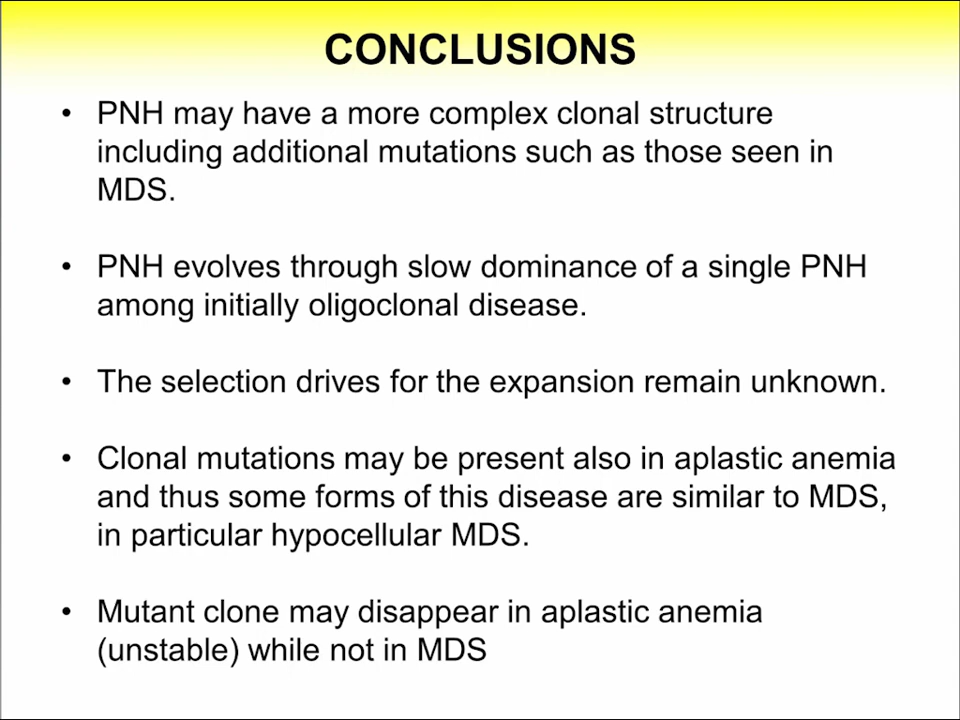 CONCLUSIONS
• PNH may have a more complex clonal structure
including additional mutations such as those seen in
MDS.
• PNH evolves through slow dominance of a single PNH
among initially oligoclonal disease.
• The selection drives for the expansion remain unknown.
• Clonal mutations may be present also in aplastic anemia
and thus some forms of this disease are similar to MDS,
in particular hypocellular MDS.
• Mutant clone may disappear in aplastic anemia
(unstable) while not in MDS